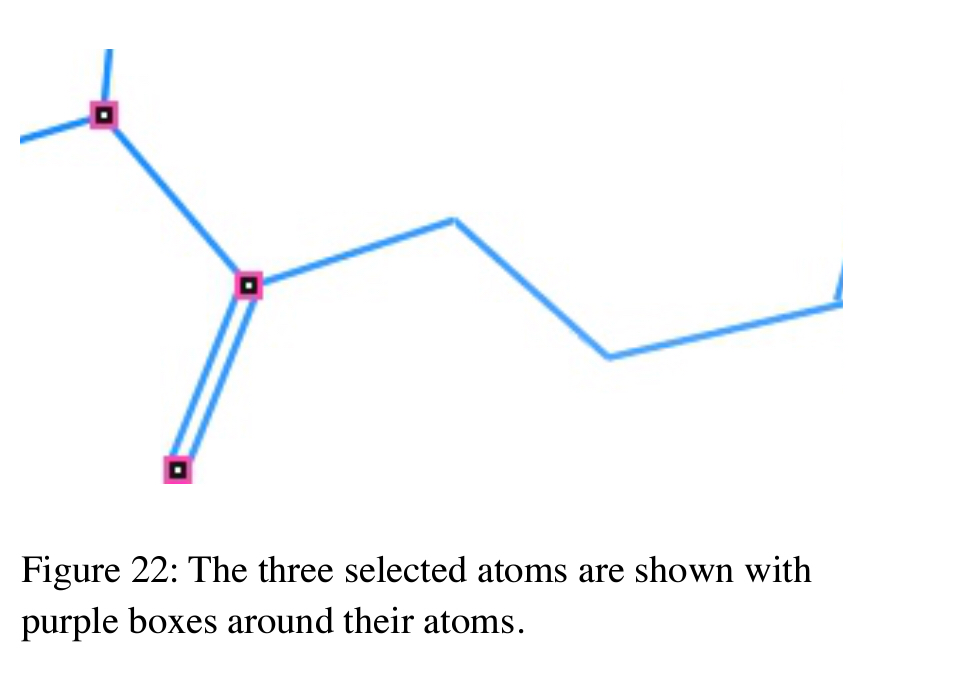 Figure 22: The three selected atoms are shown with
purple boxes around their atoms.